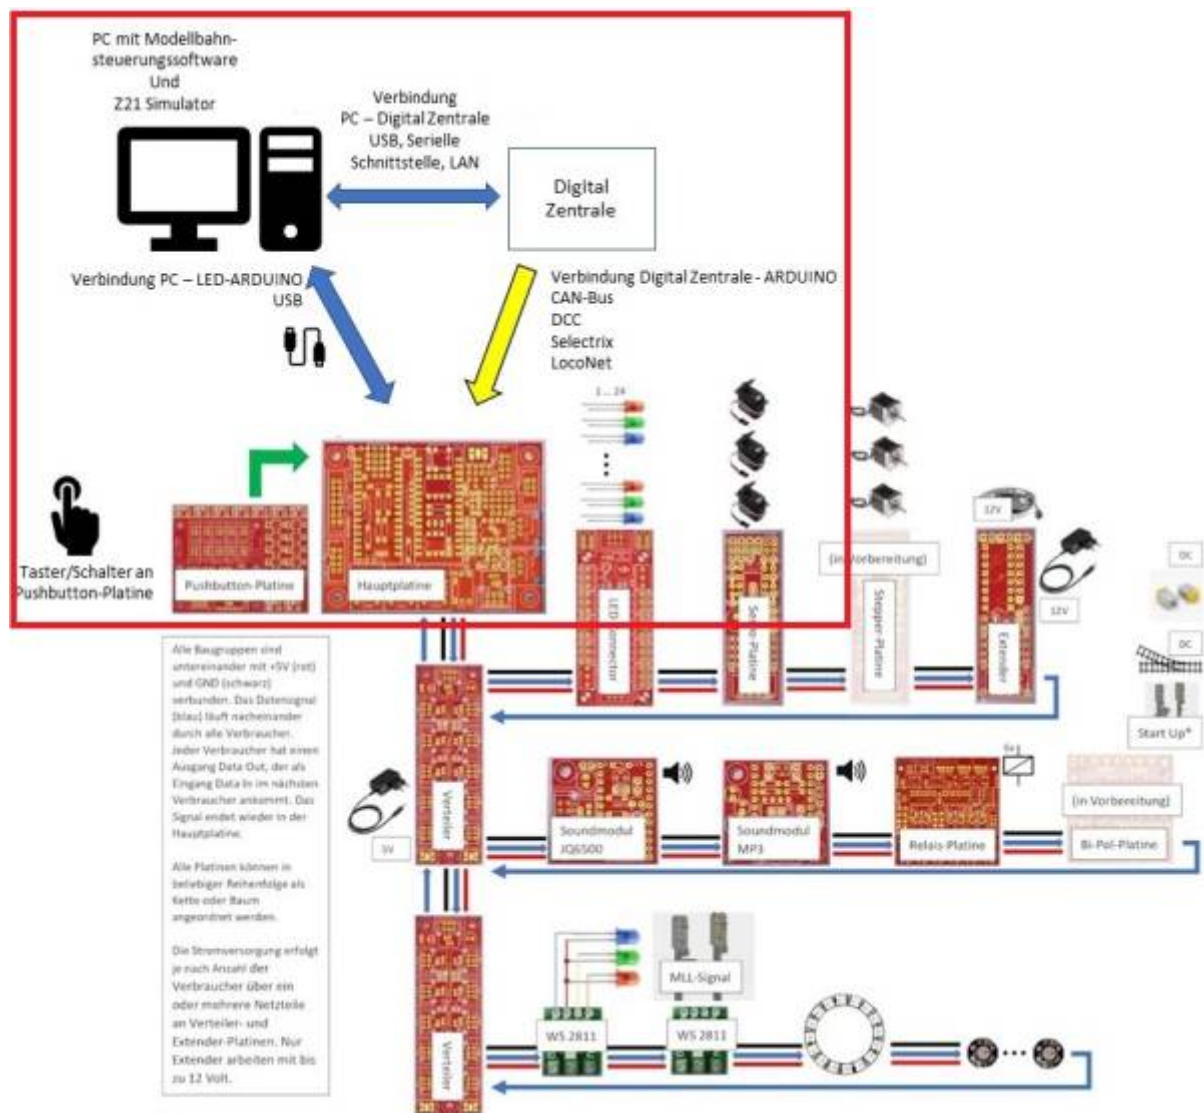 PC mit Modellbahn-
steuerungssoftware
Und
Z21 Simulator
Verbindung
PC – Digital Zentrale
USB, Serielle
Schnittstelle, LAN
Digital
Zentrale
Verbindung PC – LED-ARDUINO
USB
Verbindung Digital Zentrale - ARDUINO
CAN-Bus
DCC
Selectrix
LocoNet
1 ... 24
Taster/Schalter an
Pushbutton-Platine
Pushbutton-Platine
Hauptplatine
LED-Connector
Servo-Platine
(in Vorbereitung)
Stepper-Platine
12V
Extender
12V
DC
DC
Start Up*
Alle Baugruppen sind
untereinander mit +5V (rot)
und GND (schwarz)
verbunden. Das Datensignal
(blau) läuft nacheinander
durch alle Verbraucher.
Jeder Verbraucher hat einen
Ausgang Data Out, der als
Eingang Data In im nächsten
Verbraucher ankommt. Das
Signal endet wieder in der
Hauptplatine.
Alle Platinen können in
beliebiger Reihenfolge als
Kette oder Baum
angeordnet werden.
Die Stromversorgung erfolgt
je nach Anzahl der
Verbraucher über ein
oder mehrere Netzteile
an Verteiler- und
Extender-Platinen. Nur
Extender arbeiten mit bis
zu 12 Volt.
Verteiler
5V
Soundmodul
JQ6500
Soundmodul
MP3
Relais-Platine
(in Vorbereitung)
Bi-Pol-Platine
Verteiler
WS 2811
MLL-Signal
WS 2811